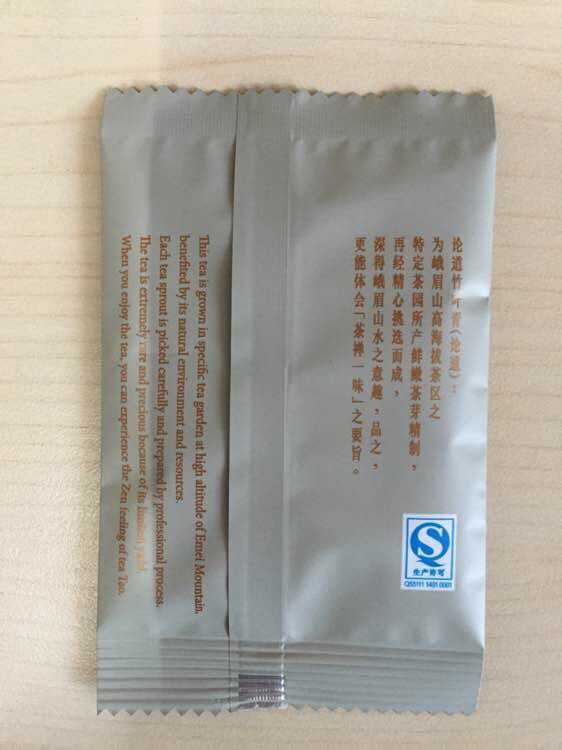 论道竹叶青(论道):
为峨眉山高海拔茶区之
特定茶园所产鲜嫩茶芽精制,
再经精心挑选而成,
深得峨眉山水之意趣,品之,
更能体会「茶禅一味」之要旨。
This tea is grown in specific tea garden at high altitude of Emei Mountain.
benefited by its natural environment and resources.
Each tea sprout is picked carefully and prepared by professional process.
The tea is extremely rare and precious because of its limited yield
When you enjoy the tea, you can experience the Zen feeling of tea Tao.
S
生产许可
QS5111 1401 0001